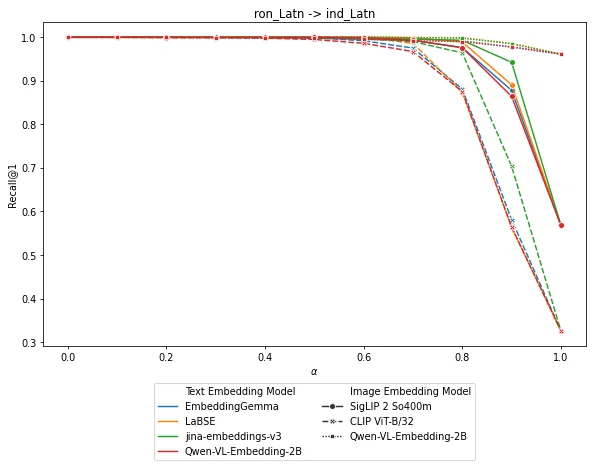 ron_Latn -> ind_Latn
1.0
0.9
0.8
0.7
0.6
0.5
0.4
0.3
Recall@1
0.0 0.2 0.4 0.6 0.8 1.0
α
Text Embedding Model Image Embedding Model
EmbeddingGemma SigLIP 2 So400m
LaBSE CLIP ViT-B/32
jina-embeddings-v3 Qwen-VL-Embedding-2B
Qwen-VL-Embedding-2B